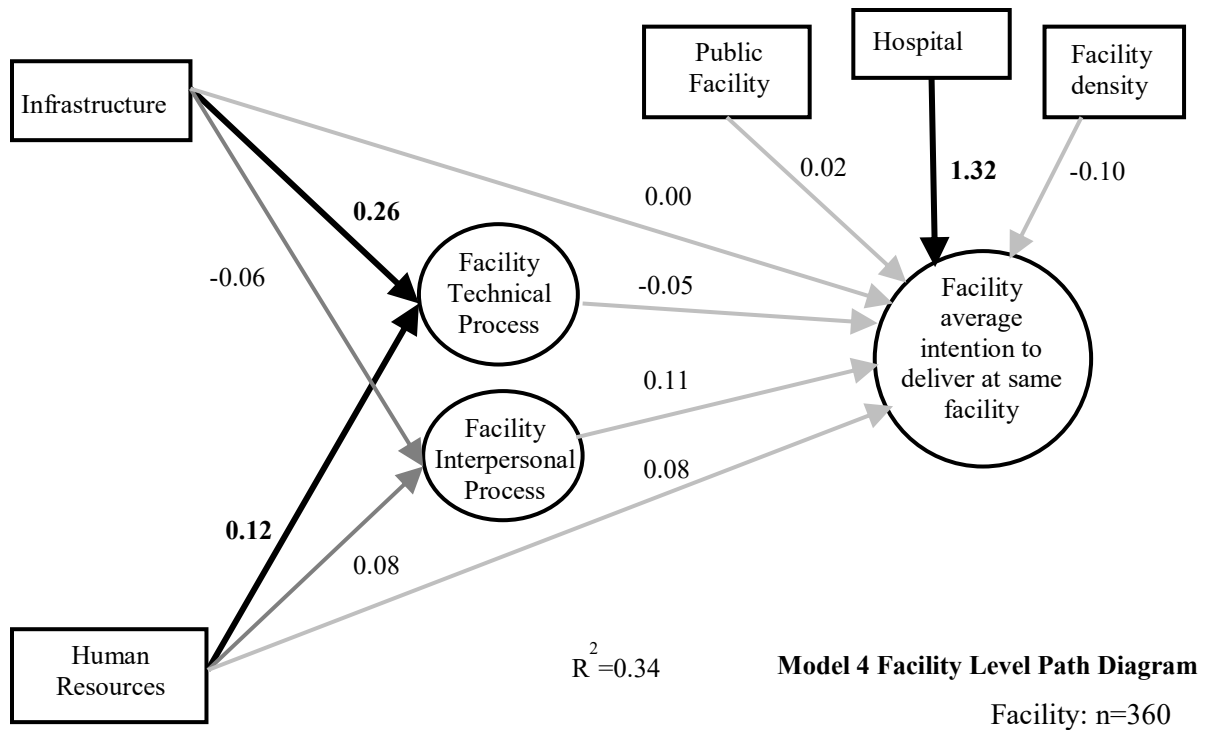 Public
Facility
Hospital
Facility
density
Infrastructure
0.02
1.32
-0.10
0.00
0.26
-0.06
Facility
Technical
Process
-0.05
Facility
average
intention to
deliver at same
facility
0.11
Facility
Interpersonal
Process
0.08
0.12
0.08
Human
Resources
R²=0.34
Model 4 Facility Level Path Diagram
Facility: n=360